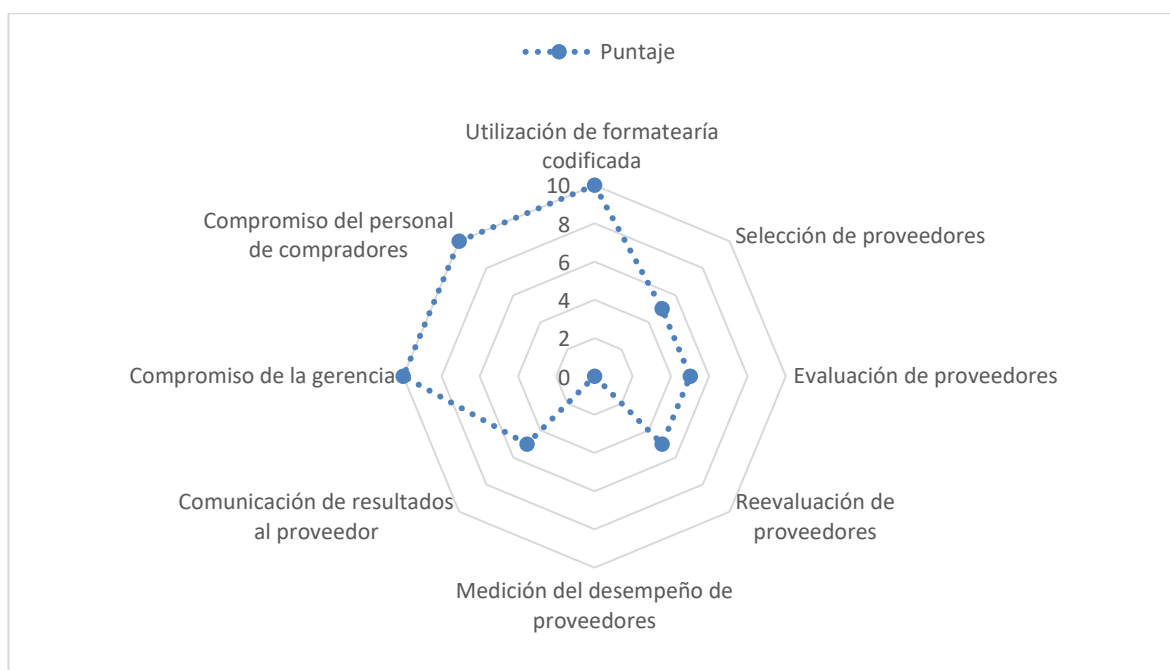 Puntaje
Utilización de formatearía
codificada
10
8
6
4
2
0
Compromiso del personal
de compradores
Selección de proveedores
Compromiso de la gerencia
Evaluación de proveedores
Comunicación de resultados
al proveedor
Reevaluación de
proveedores
Medición del desempeño de
proveedores